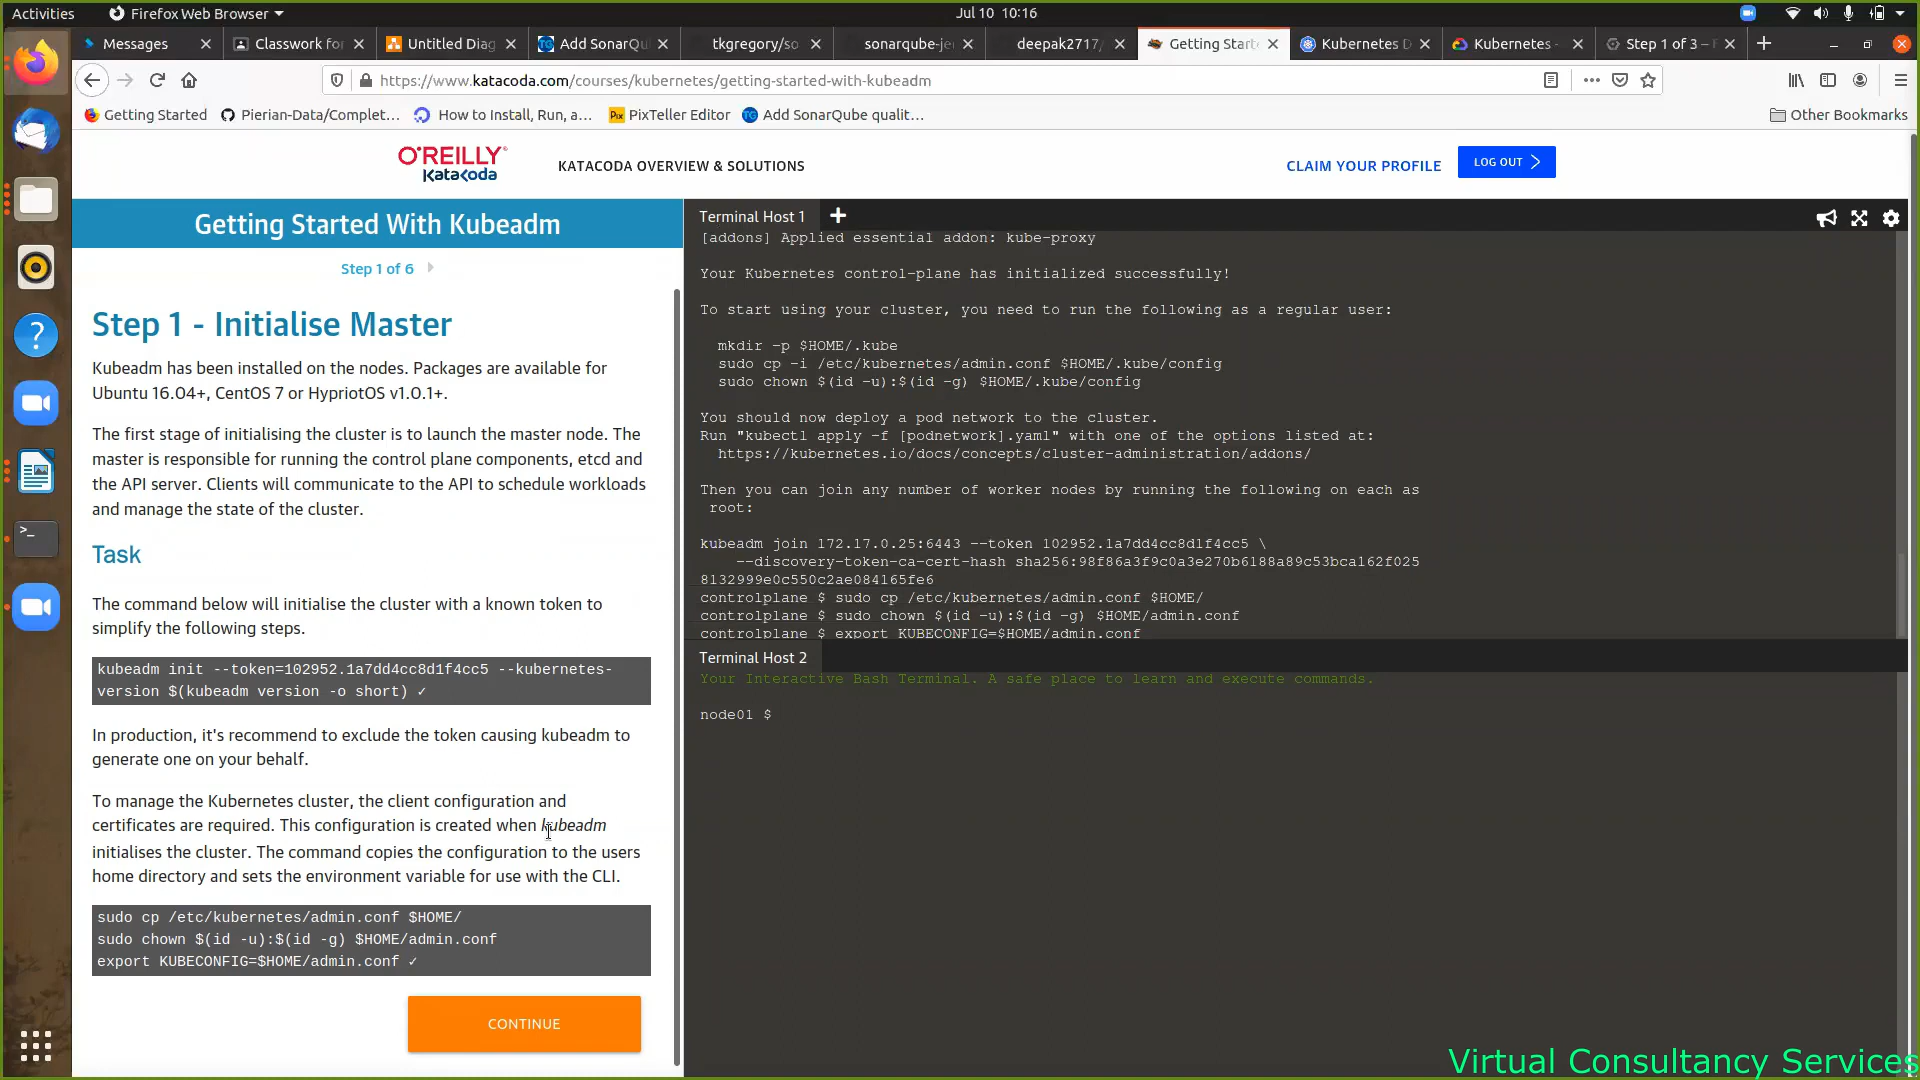 Activities
Firefox Web Browser
Jul 10 10:16
Messages
Classwork for
Untitled Diag
Add SonarQu
tkgregory/so
sonarqube-je
deepak2717/
Getting Starte
Kubernetes D
Kubernetes -
Step 1 of 3 – F
https://www.katacoda.com/courses/kubernetes/getting-started-with-kubeadm
Getting Started
Pierian-Data/Complet...
How to Install, Run, a...
PixTeller Editor
Add SonarQube qualit...
Other Bookmarks
O'REILLY
Katacoda
KATACODA OVERVIEW & SOLUTIONS
CLAIM YOUR PROFILE
LOG OUT
Getting Started With Kubeadm
Step 1 of 6
Step 1 - Initialise Master
Kubeadm has been installed on the nodes. Packages are available for
Ubuntu 16.04+, CentOS 7 or HypriotOS v1.0.1+.
The first stage of initialising the cluster is to launch the master node. The
master is responsible for running the control plane components, etcd and
the API server. Clients will communicate to the API to schedule workloads
and manage the state of the cluster.
Task
The command below will initialise the cluster with a known token to
simplify the following steps.
kubeadm init --token=102952.1a7dd4cc8d1f4cc5 --kubernetes-
version $(kubeadm version -o short) ✓
In production, it's recommend to exclude the token causing kubeadm to
generate one on your behalf.
To manage the Kubernetes cluster, the client configuration and
certificates are required. This configuration is created when kubeadm
initialises the cluster. The command copies the configuration to the users
home directory and sets the environment variable for use with the CLI.
sudo cp /etc/kubernetes/admin.conf $HOME/
sudo chown $(id -u):$(id -g) $HOME/admin.conf
export KUBECONFIG=$HOME/admin.conf ✓
CONTINUE
Terminal Host 1
[addons] Applied essential addon: kube-proxy
Your Kubernetes control-plane has initialized successfully!
To start using your cluster, you need to run the following as a regular user:
mkdir -p $HOME/.kube
sudo cp -i /etc/kubernetes/admin.conf $HOME/.kube/config
sudo chown $(id -u):$(id -g) $HOME/.kube/config
You should now deploy a pod network to the cluster.
Run "kubectl apply -f [podnetwork].yaml" with one of the options listed at:
https://kubernetes.io/docs/concepts/cluster-administration/addons/
Then you can join any number of worker nodes by running the following on each as
root:
kubeadm join 172.17.0.25:6443 --token 102952.1a7dd4cc8d1f4cc5 \
--discovery-token-ca-cert-hash sha256:98f86a3f9c0a3e270b6188a89c53bca162f025
8132999e0c550c2ae084165fe6
controlplane $ sudo cp /etc/kubernetes/admin.conf $HOME/
controlplane $ sudo chown $(id -u):$(id -g) $HOME/admin.conf
controlplane $ export KUBECONFIG=$HOME/admin.conf
Terminal Host 2
Your Interactive Bash Terminal. A safe place to learn and execute commands.
node01 $
Virtual Consultancy Services